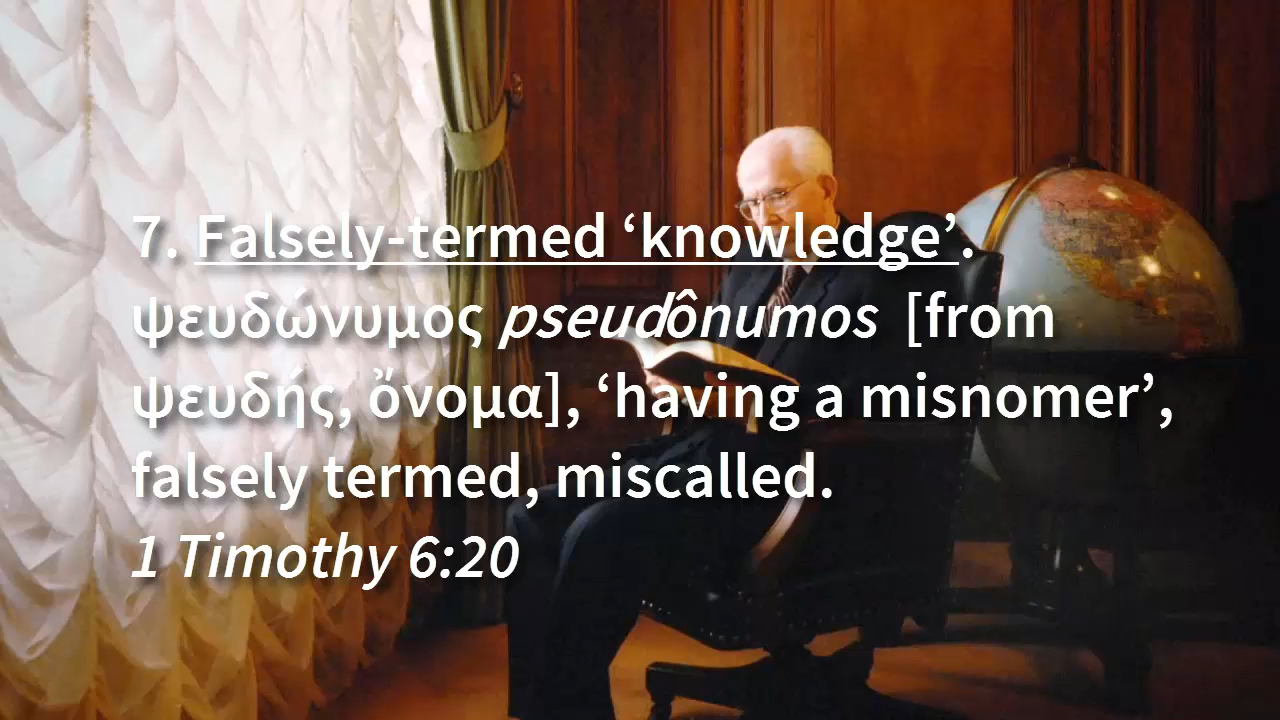 7. Falsely-termed ‘knowledge’.
ψευδώνυμος pseudônumos [from
ψευδής, ὄνομα], ‘having a misnomer’,
falsely termed, miscalled.
1 Timothy 6:20